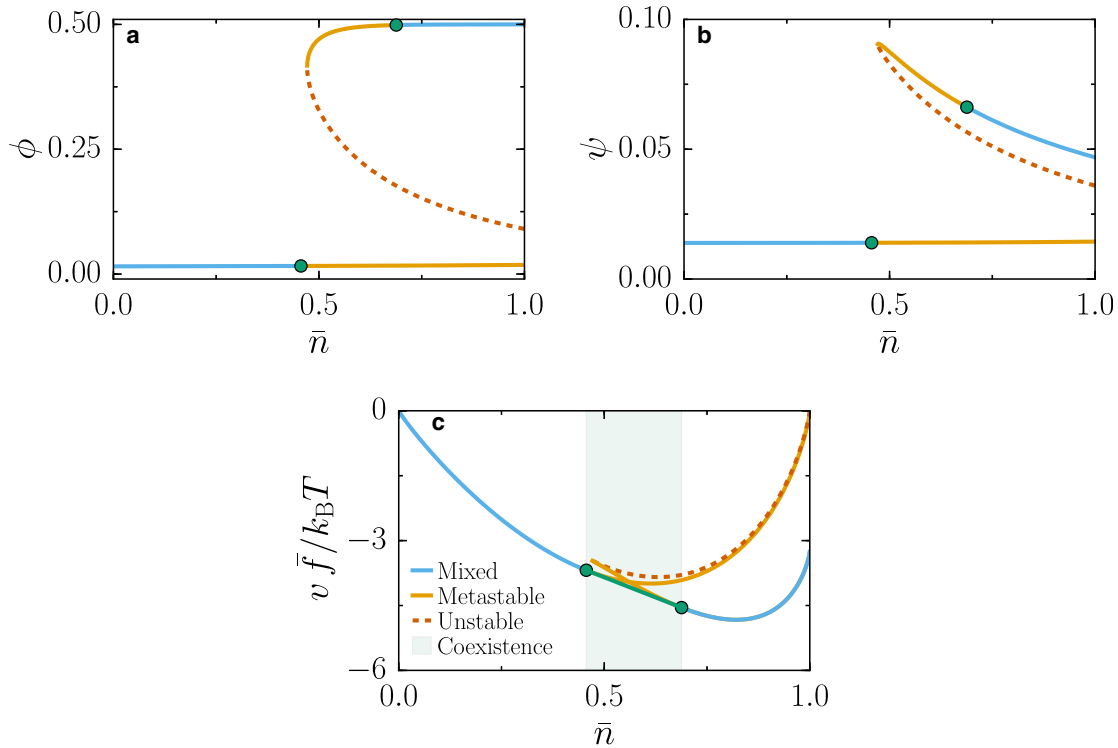 a
0.50
0.25
0.00
ϕ
0.0 0.5 1.0
n̄
b
0.10
0.05
0.00
ψ
0.0 0.5 1.0
n̄
c
0
−3
−6
v f̄ /k_B T
Mixed
Metastable
Unstable
Coexistence
0.0 0.5 1.0
n̄